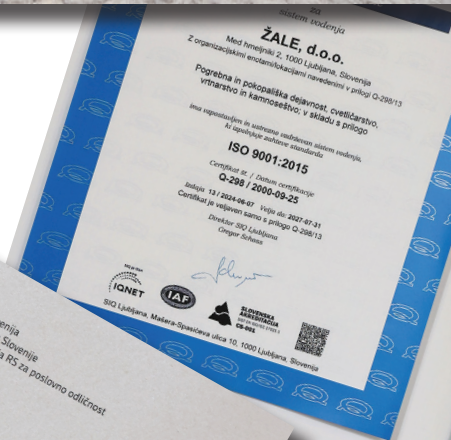 za
sistem vodenja
ŽALE, d.o.o.
Med hmeljniki 2, 1000 Ljubljana, Slovenija
Z organizacijskimi enotami/lokacijami navedenimi v prilogi Q-298/13
Pogrebna in pokopališka dejavnost, cvetličarstvo,
vrtnarstvo in kamnoseštvo; v skladu s prilogo
ima vzpostavljen in ustrezno vzdrževan sistem vodenja,
ki izpolnjuje zahteve standarda
ISO 9001:2015
Certifikat št. / Datum certifikacije
Q-298 / 2000-09-25
Izdaja 13 / 2024-06-07 Velja do: 2027-07-31
Certifikat je veljaven samo s prilogo Q-298/13
Direktor SIQ Ljubljana
Gregor Schoss
SIQ je član
IQNET
IAF
SLOVENSKA
AKREDITACIJA
CS-001
SIQ Ljubljana, Mašera-Spasićeva ulica 10, 1000 Ljubljana, Slovenija
Slovenije
RS za poslovno odličnost